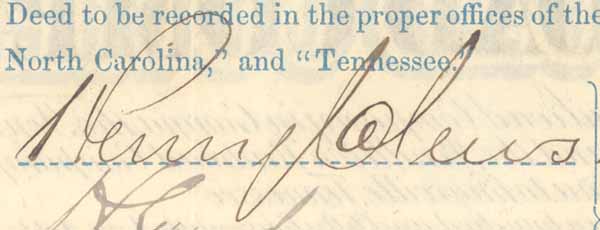 Deed to be recorded in the proper offices of the
North Carolina," and "Tennessee.
Henry Clews